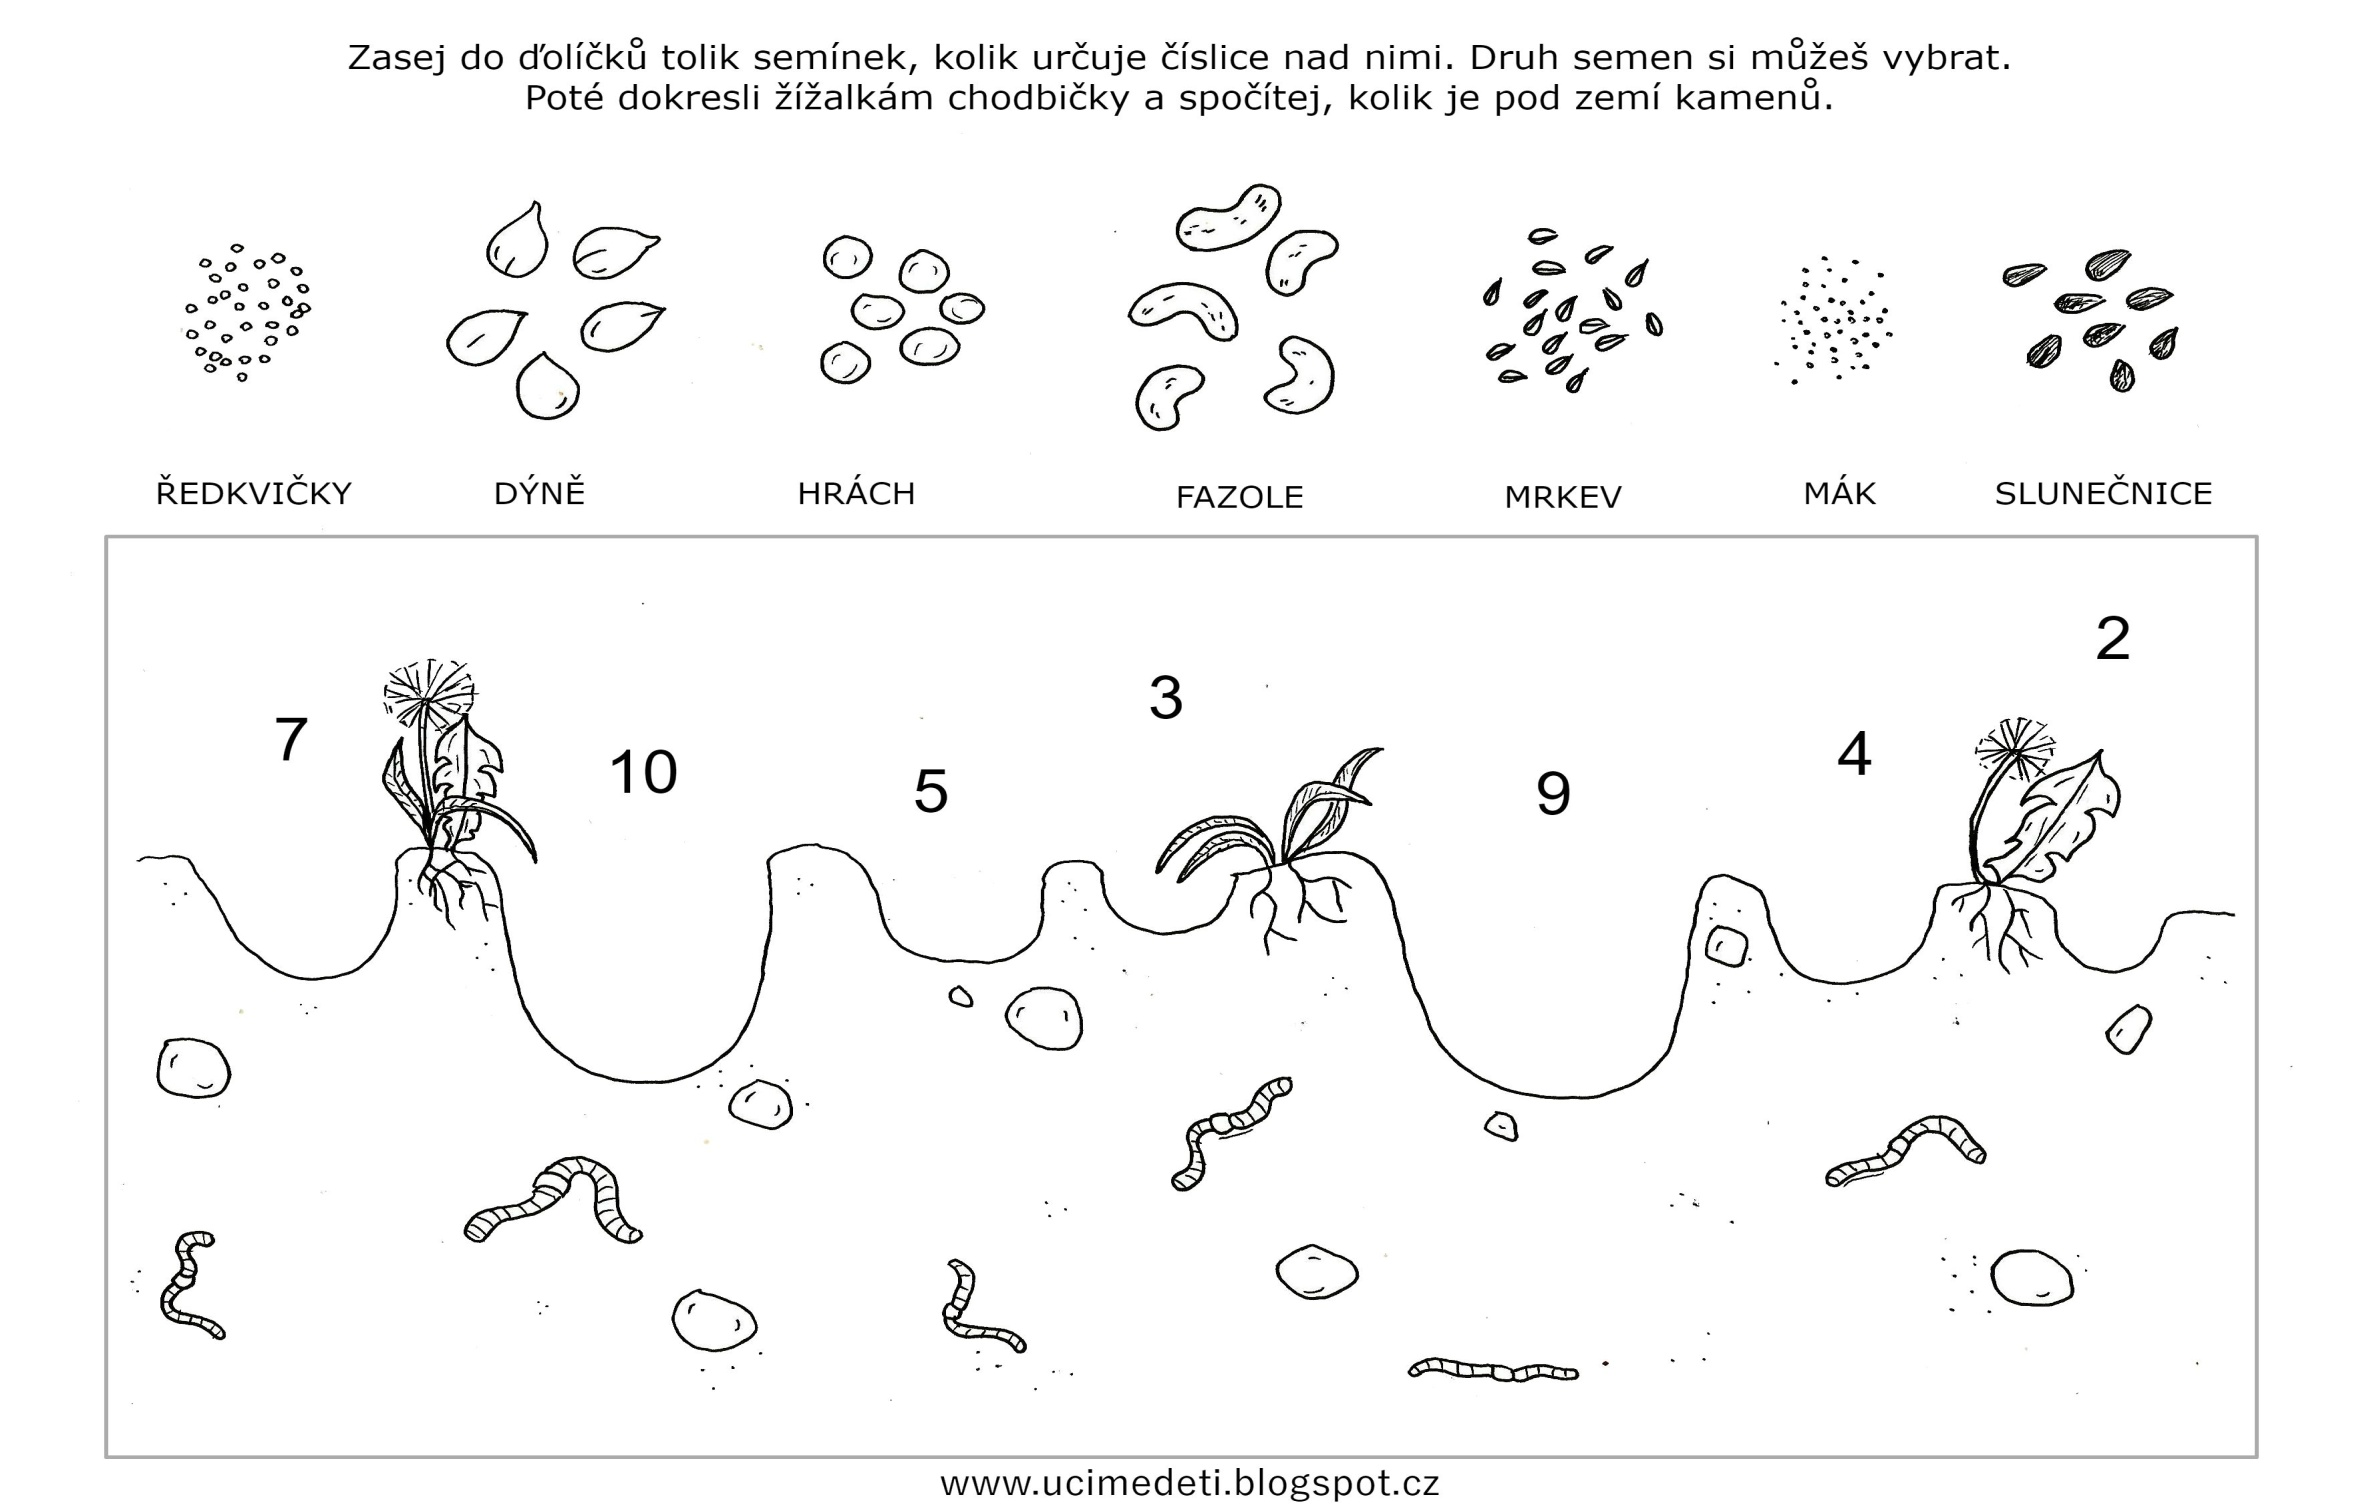 Zasej do ďolíčků tolik semínek, kolik určuje číslice nad nimi. Druh semen si můžeš vybrat.
Poté dokresli žížalkám chodbičky a spočítej, kolik je pod zemí kamenů.
ŘEDKVIČKY DÝNĚ HRÁCH FAZOLE MRKEV MÁK SLUNEČNICE
7 10 5 3 9 4 2
www.ucimedeti.blogspot.cz